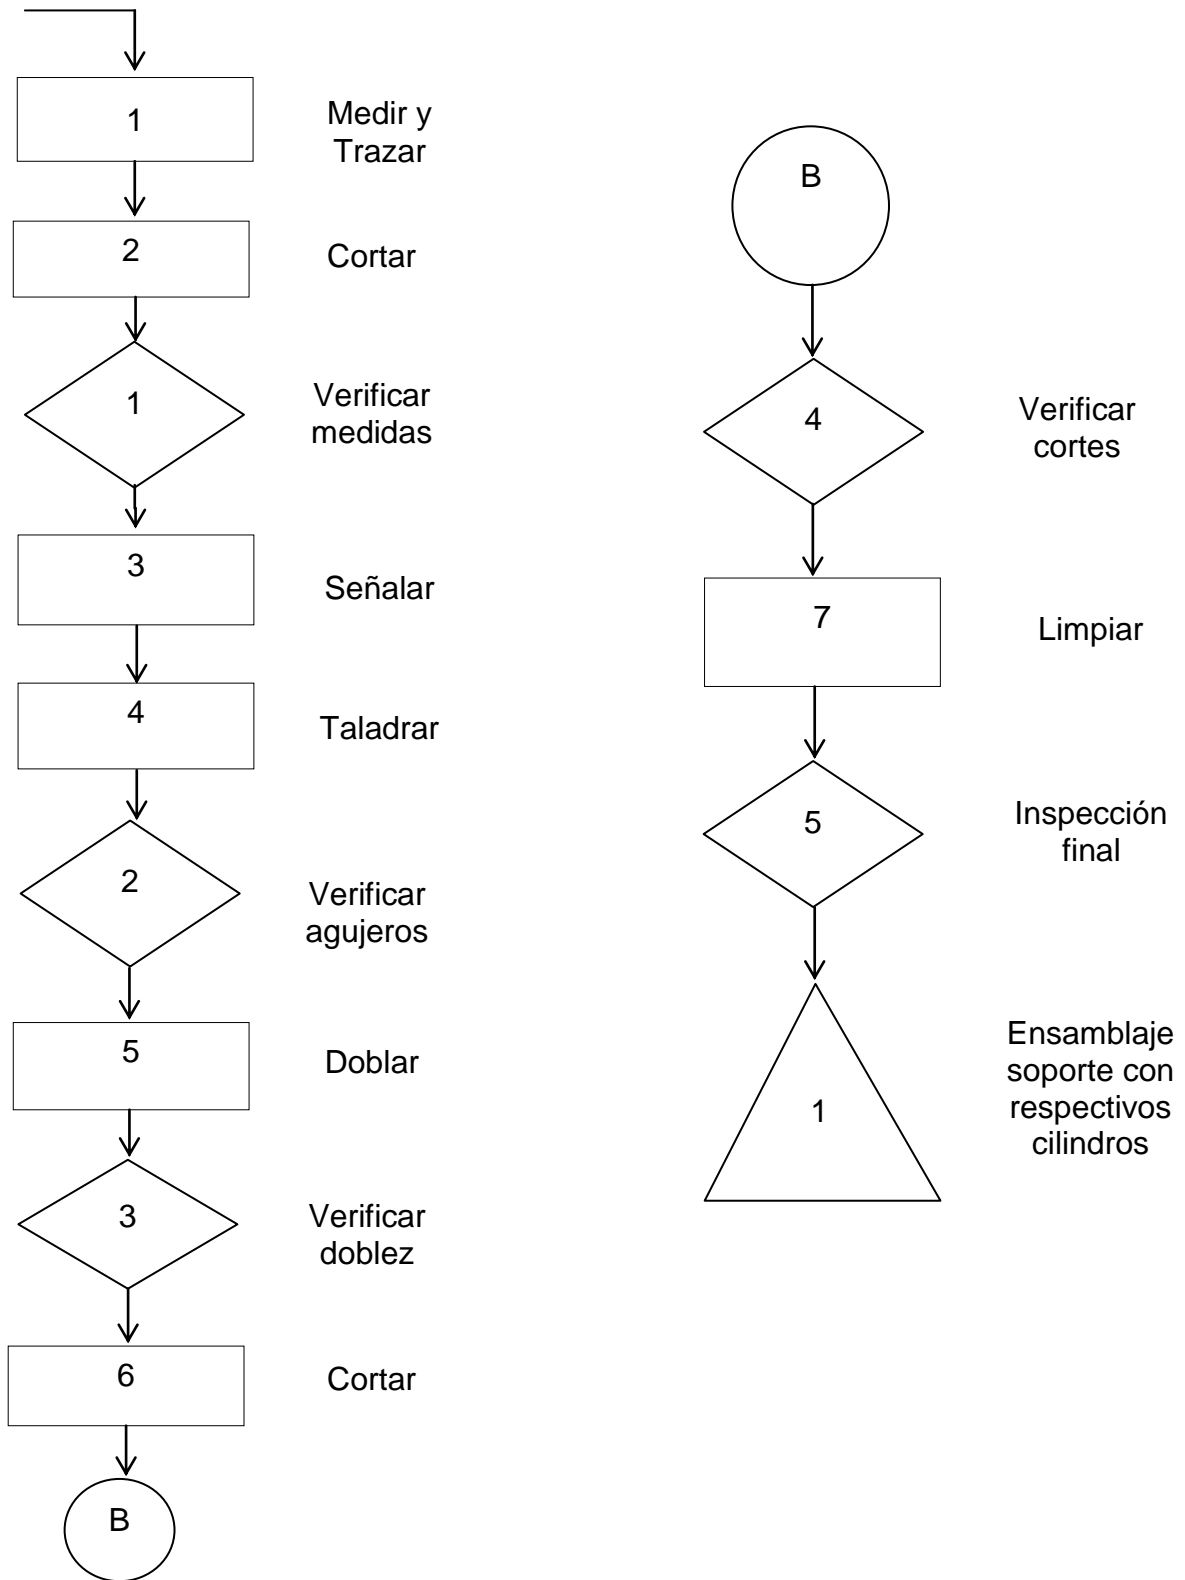 1
Medir y
Trazar
2
Cortar
1
Verificar
medidas
3
Señalar
4
Taladrar
2
Verificar
agujeros
5
Doblar
3
Verificar
doblez
6
Cortar
B
B
4
Verificar
cortes
7
Limpiar
5
Inspección
final
1
Ensamblaje
soporte con
respectivos
cilindros